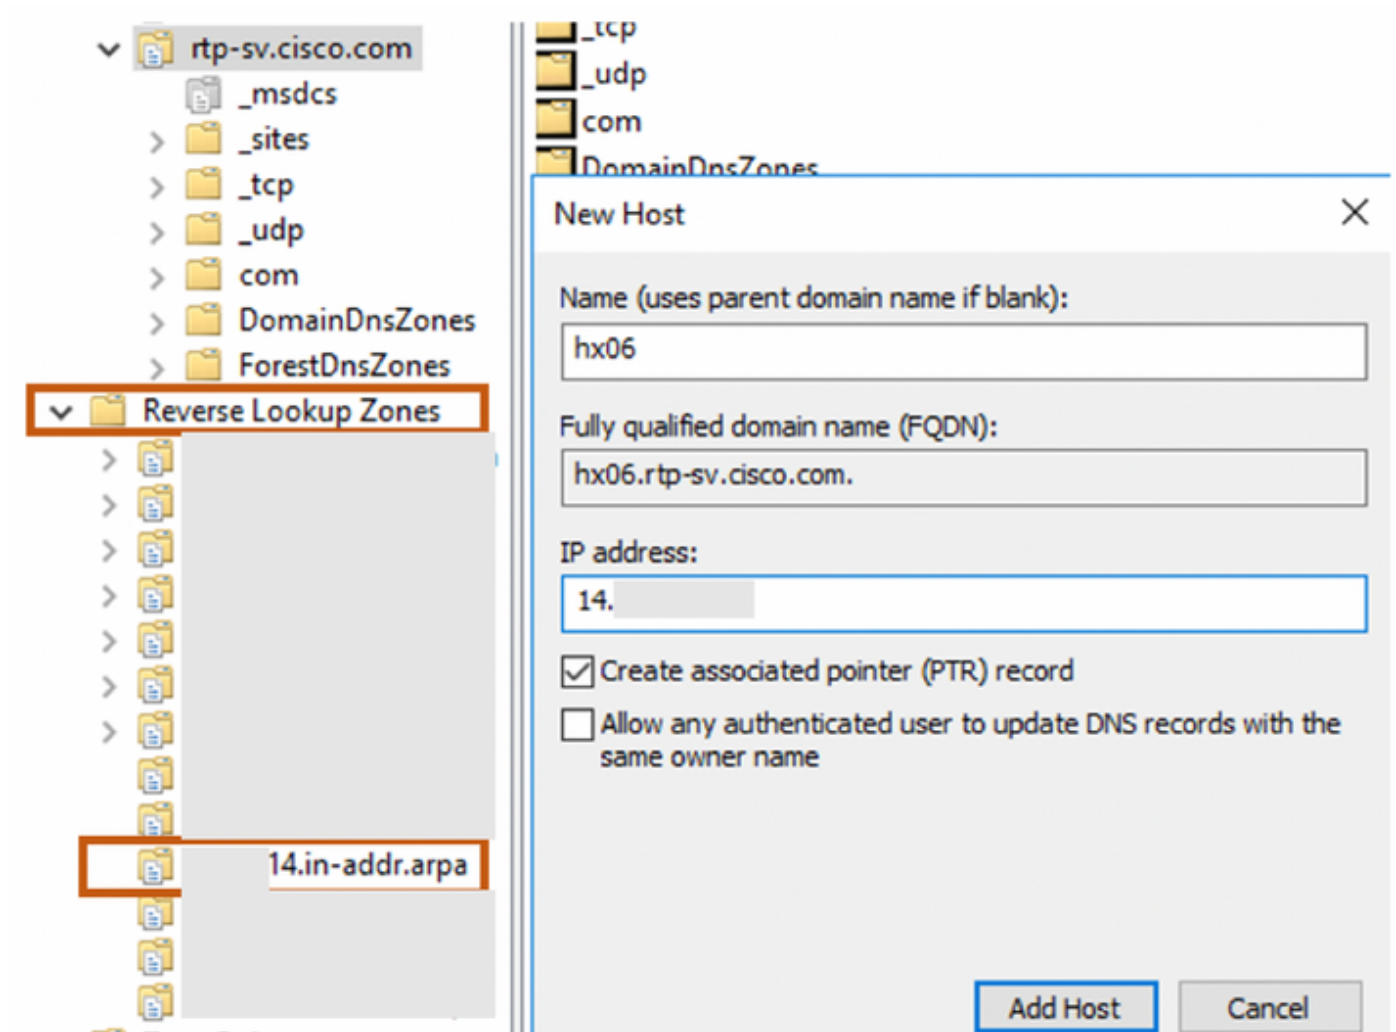 rtp-sv.cisco.com
_msdcs
_sites
_tcp
_udp
com
DomainDnsZones
ForestDnsZones
Reverse Lookup Zones
14.in-addr.arpa
_tcp
_udp
com
DomainDnsZones
New Host
Name (uses parent domain name if blank):
hx06
Fully qualified domain name (FQDN):
hx06.rtp-sv.cisco.com.
IP address:
14.
Create associated pointer (PTR) record
Allow any authenticated user to update DNS records with the
same owner name
Add Host
Cancel